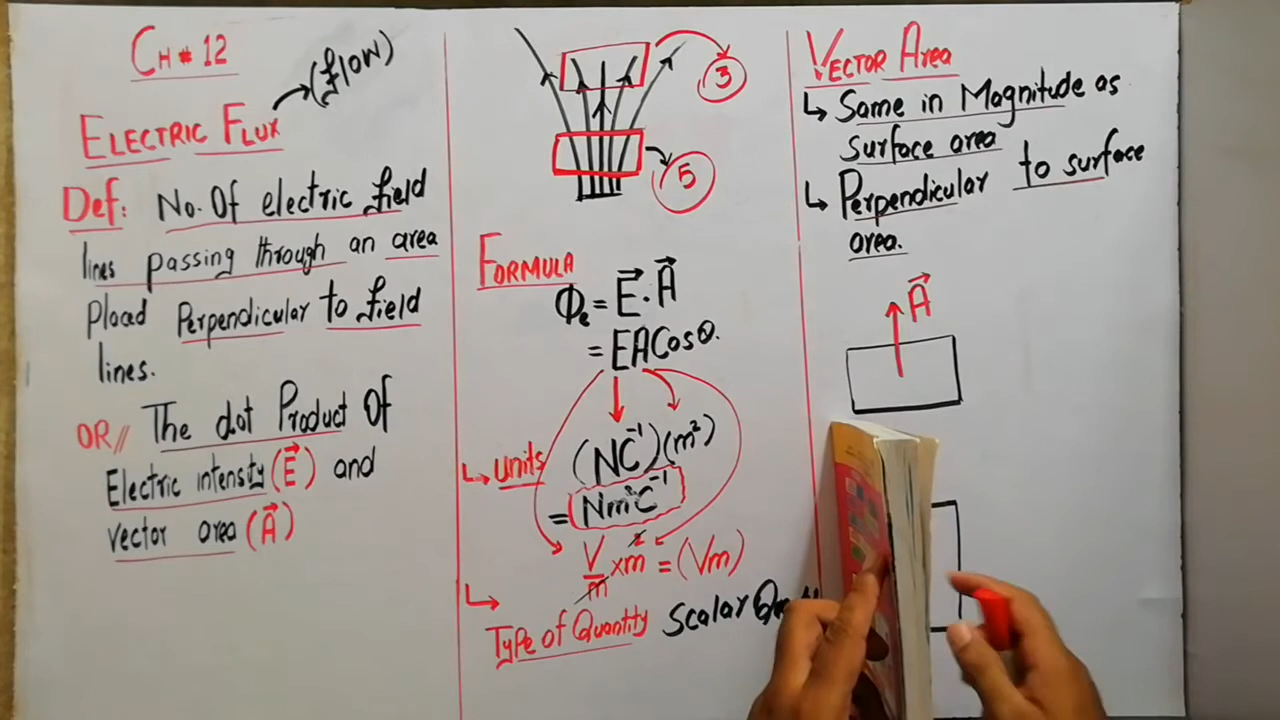 CH # 12
(flow)
ELECTRIC FLUX
Def: No. Of electric field
lines passing through an area
placed Perpendicular to field
lines.
OR// The dot Product Of
Electric intensity (E⃗) and
vector area (A⃗)
3
5
FORMULA
Φe = E⃗ . A⃗
= EACosθ.
units (NC⁻¹)(m²)
= Nm²C⁻¹
V/m × m² = (Vm)
Type of Quantity Scalar
VECTOR Area
Same in Magnitude as
surface area
Perpendicular to surface
area.
A⃗